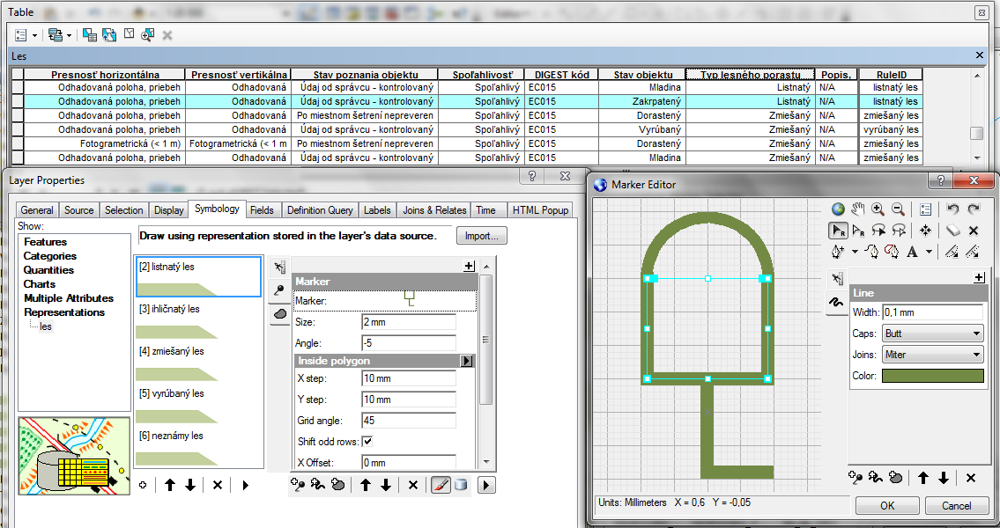 Table
Les
Presnosť horizontálna Presnosť vertikálna Stav poznania objektu Spoľahlivosť DIGEST kód Stav objektu Typ lesného porastu Popis, RuleID
Odhadovaná poloha, priebeh Odhadovaná Údaj od správcu - kontrolovaný Spoľahlivý EC015 Mladina Listnatý N/A listnatý les
Odhadovaná poloha, priebeh Odhadovaná Údaj od správcu - kontrolovaný Spoľahlivý EC015 Zakrpatený Listnatý N/A listnatý les
Odhadovaná poloha, priebeh Odhadovaná Po miestnom šetrení nepreveren Spoľahlivý EC015 Dorastený Zmiešaný N/A zmiešaný les
Odhadovaná poloha, priebeh Odhadovaná Údaj od správcu - kontrolovaný Spoľahlivý EC015 Vyrúbaný Zmiešaný N/A vyrúbaný les
Fotogrametrická (< 1 m) Fotogrametrická (< 1 m Po miestnom šetrení nepreveren Spoľahlivý EC015 Dorastený Zmiešaný N/A zmiešaný les
Odhadovaná poloha, priebeh Odhadovaná Údaj od správcu - kontrolovaný Spoľahlivý EC015 Mladina Zmiešaný N/A zmiešaný les
Layer Properties
General Source Selection Display Symbology Fields Definition Query Labels Joins & Relates Time HTML Popup
Show:
Features
Categories
Quantities
Charts
Multiple Attributes
Representations
les
Draw using representation stored in the layer's data source.
Import...
[2] listnatý les
[3] ihličnatý les
[4] zmiešaný les
[5] vyrúbaný les
[6] neznámy les
Marker
Marker:
Size: 2 mm
Angle: -5
Inside polygon
X step: 10 mm
Y step: 10 mm
Grid angle: 45
Shift odd rows:
X Offset: 0 mm
Marker Editor
Line
Width: 0,1 mm
Caps: Butt
Joins: Miter
Color:
Units: Millimeters X = 0,6 Y = -0,05
OK Cancel